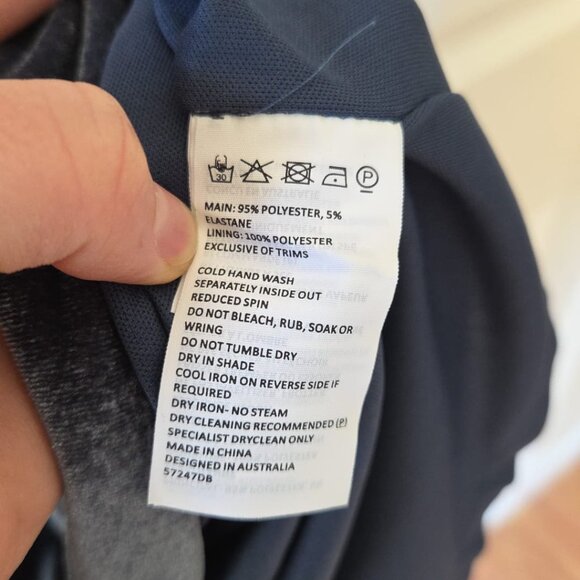 30 P
MAIN: 95% POLYESTER, 5%
ELASTANE
LINING: 100% POLYESTER
EXCLUSIVE OF TRIMS
COLD HAND WASH
SEPARATELY INSIDE OUT
REDUCED SPIN
DO NOT BLEACH, RUB, SOAK OR
WRING
DO NOT TUMBLE DRY
DRY IN SHADE
COOL IRON ON REVERSE SIDE IF
REQUIRED
DRY IRON- NO STEAM
DRY CLEANING RECOMMENDED (P)
SPECIALIST DRYCLEAN ONLY
MADE IN CHINA
DESIGNED IN AUSTRALIA
57247DB